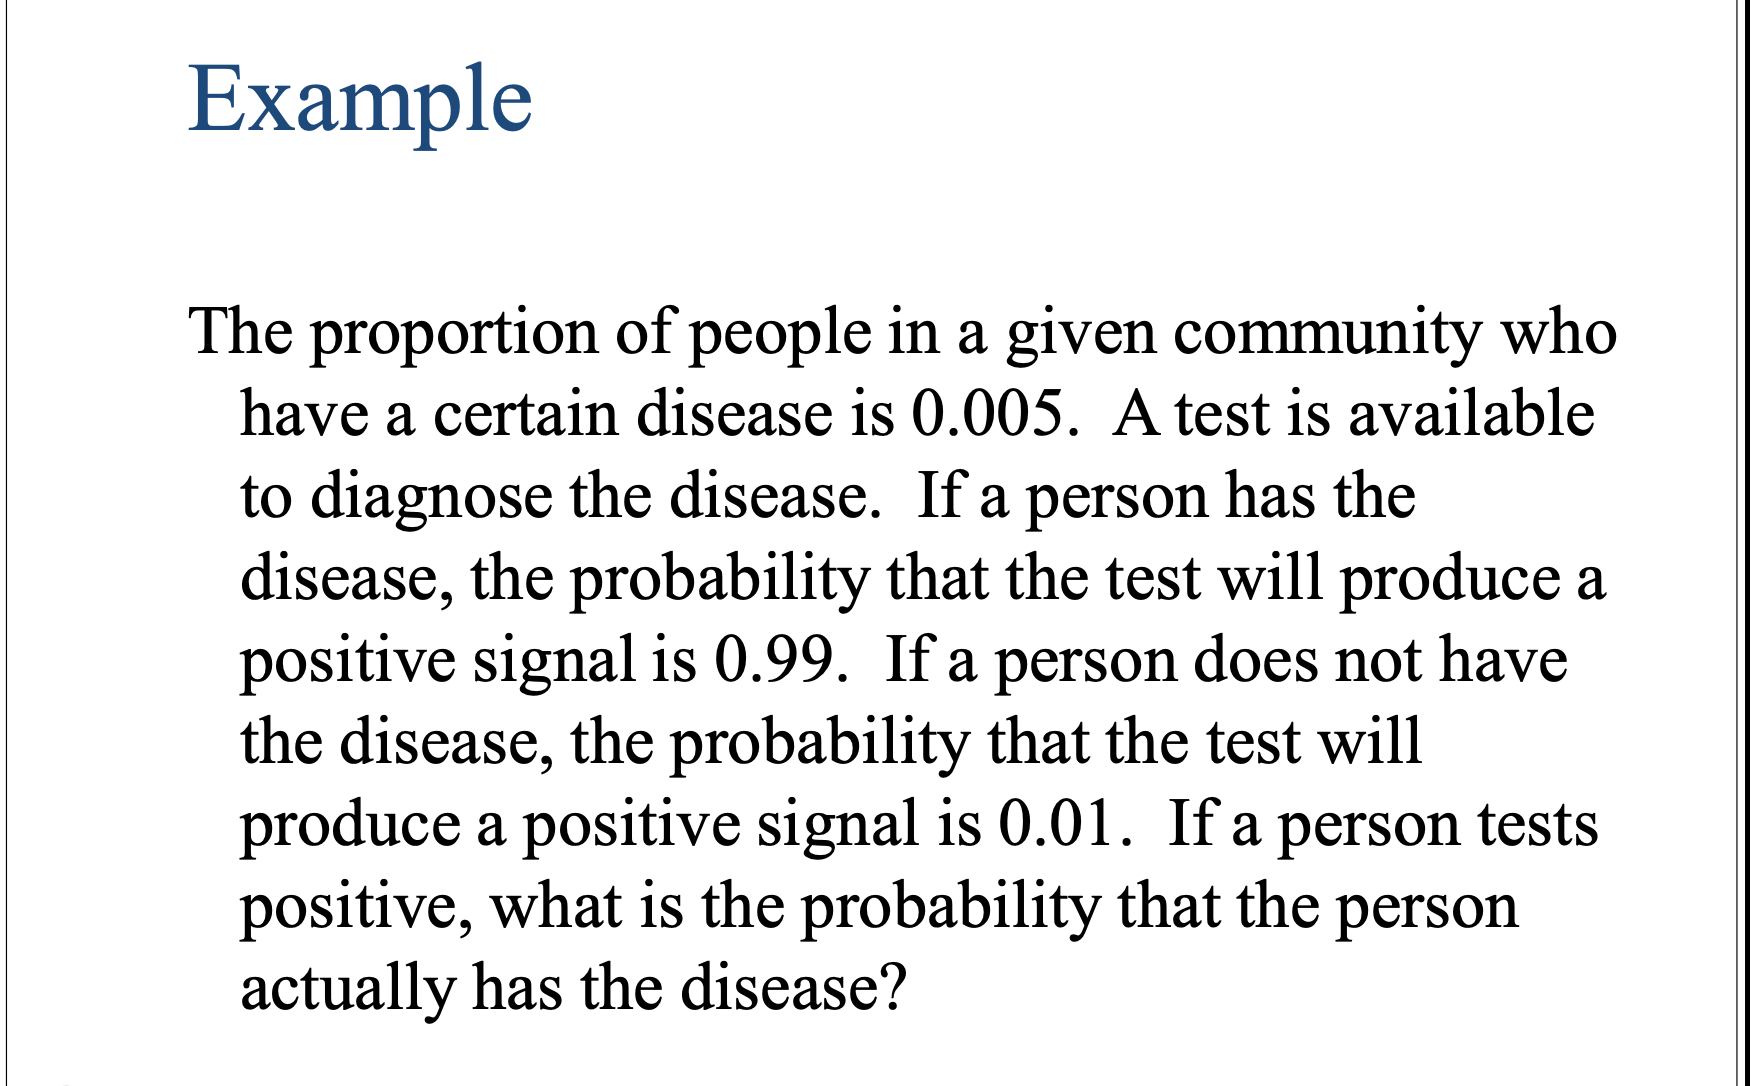 Example
The proportion of people in a given community who
have a certain disease is 0.005.  A test is available
to diagnose the disease.  If a person has the
disease, the probability that the test will produce a
positive signal is 0.99.  If a person does not have
the disease, the probability that the test will
produce a positive signal is 0.01.  If a person tests
positive, what is the probability that the person
actually has the disease?